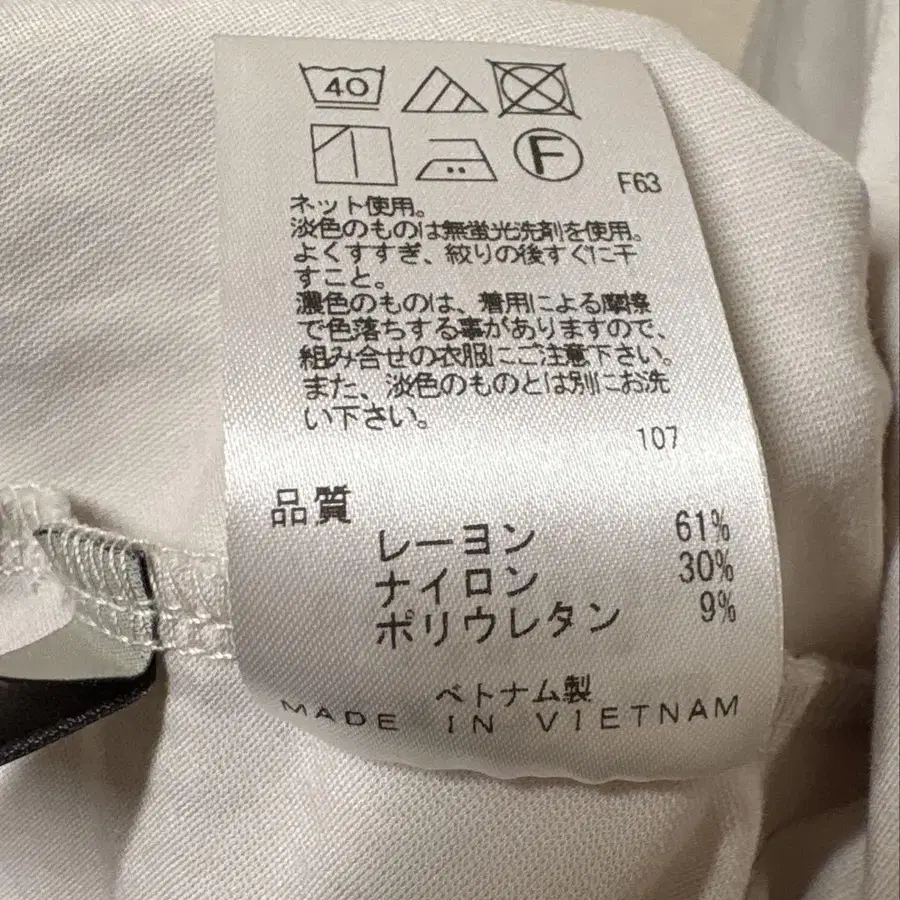 40
F
F63
ネット使用。
淡色のものは無蛍光洗剤を使用。
よくすすぎ、絞りの後すぐに干
すこと。
濃色のものは、着用による摩擦
で色落ちする事がありますので、
組み合せの衣服にご注意下さい。
また、淡色のものとは別にお洗
い下さい。
107
品質
レーヨン 61%
ナイロン 30%
ポリウレタン 9%
ベトナム製
MADE IN VIETNAM